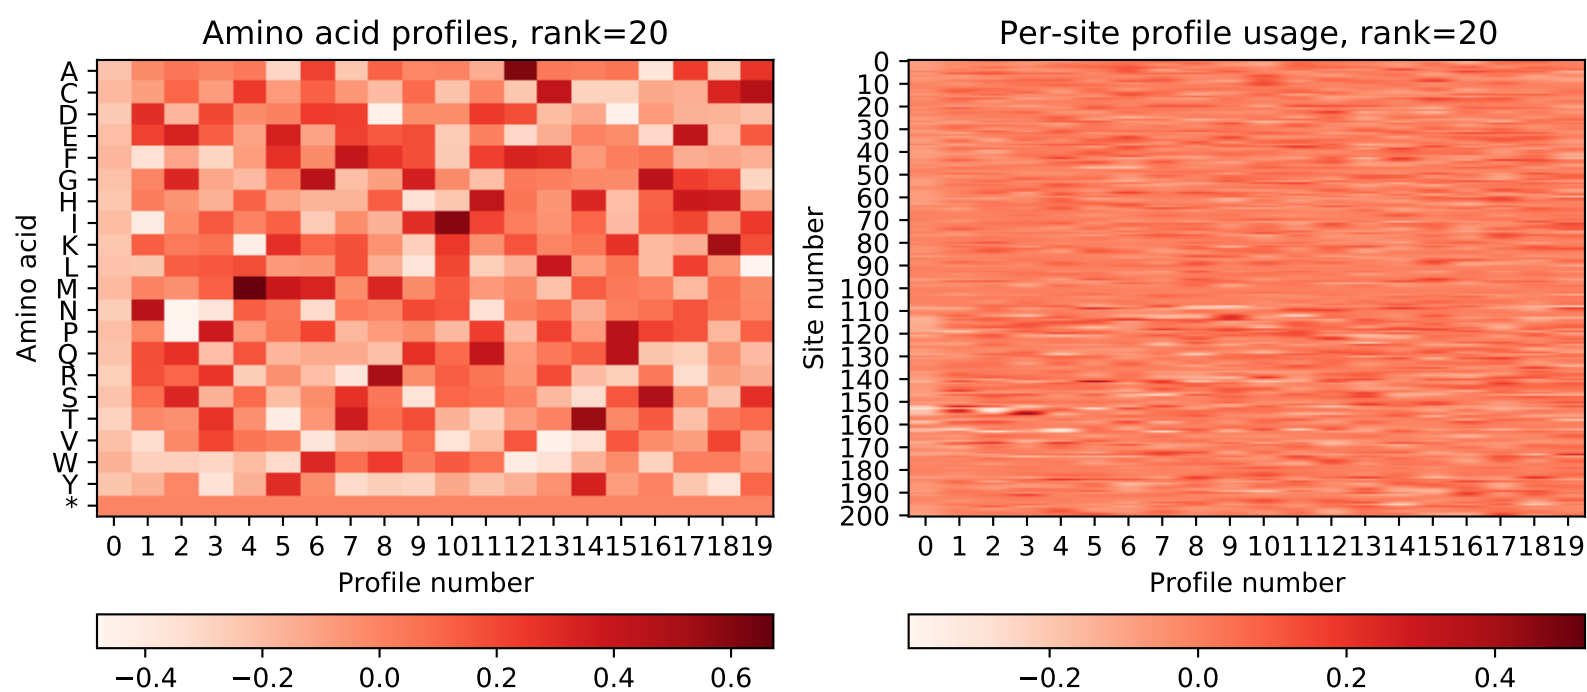 Amino acid profiles, rank=20
A
C
D
E
F
G
H
I
K
L
M
N
P
Q
R
S
T
V
W
Y
*
Amino acid
0 1 2 3 4 5 6 7 8 9 10 11 12 13 14 15 16 17 18 19
Profile number
−0.4 −0.2 0.0 0.2 0.4 0.6
Per-site profile usage, rank=20
0
10
20
30
40
50
60
70
80
90
100
110
120
130
140
150
160
170
180
190
200
Site number
0 1 2 3 4 5 6 7 8 9 10 11 12 13 14 15 16 17 18 19
Profile number
−0.2 0.0 0.2 0.4